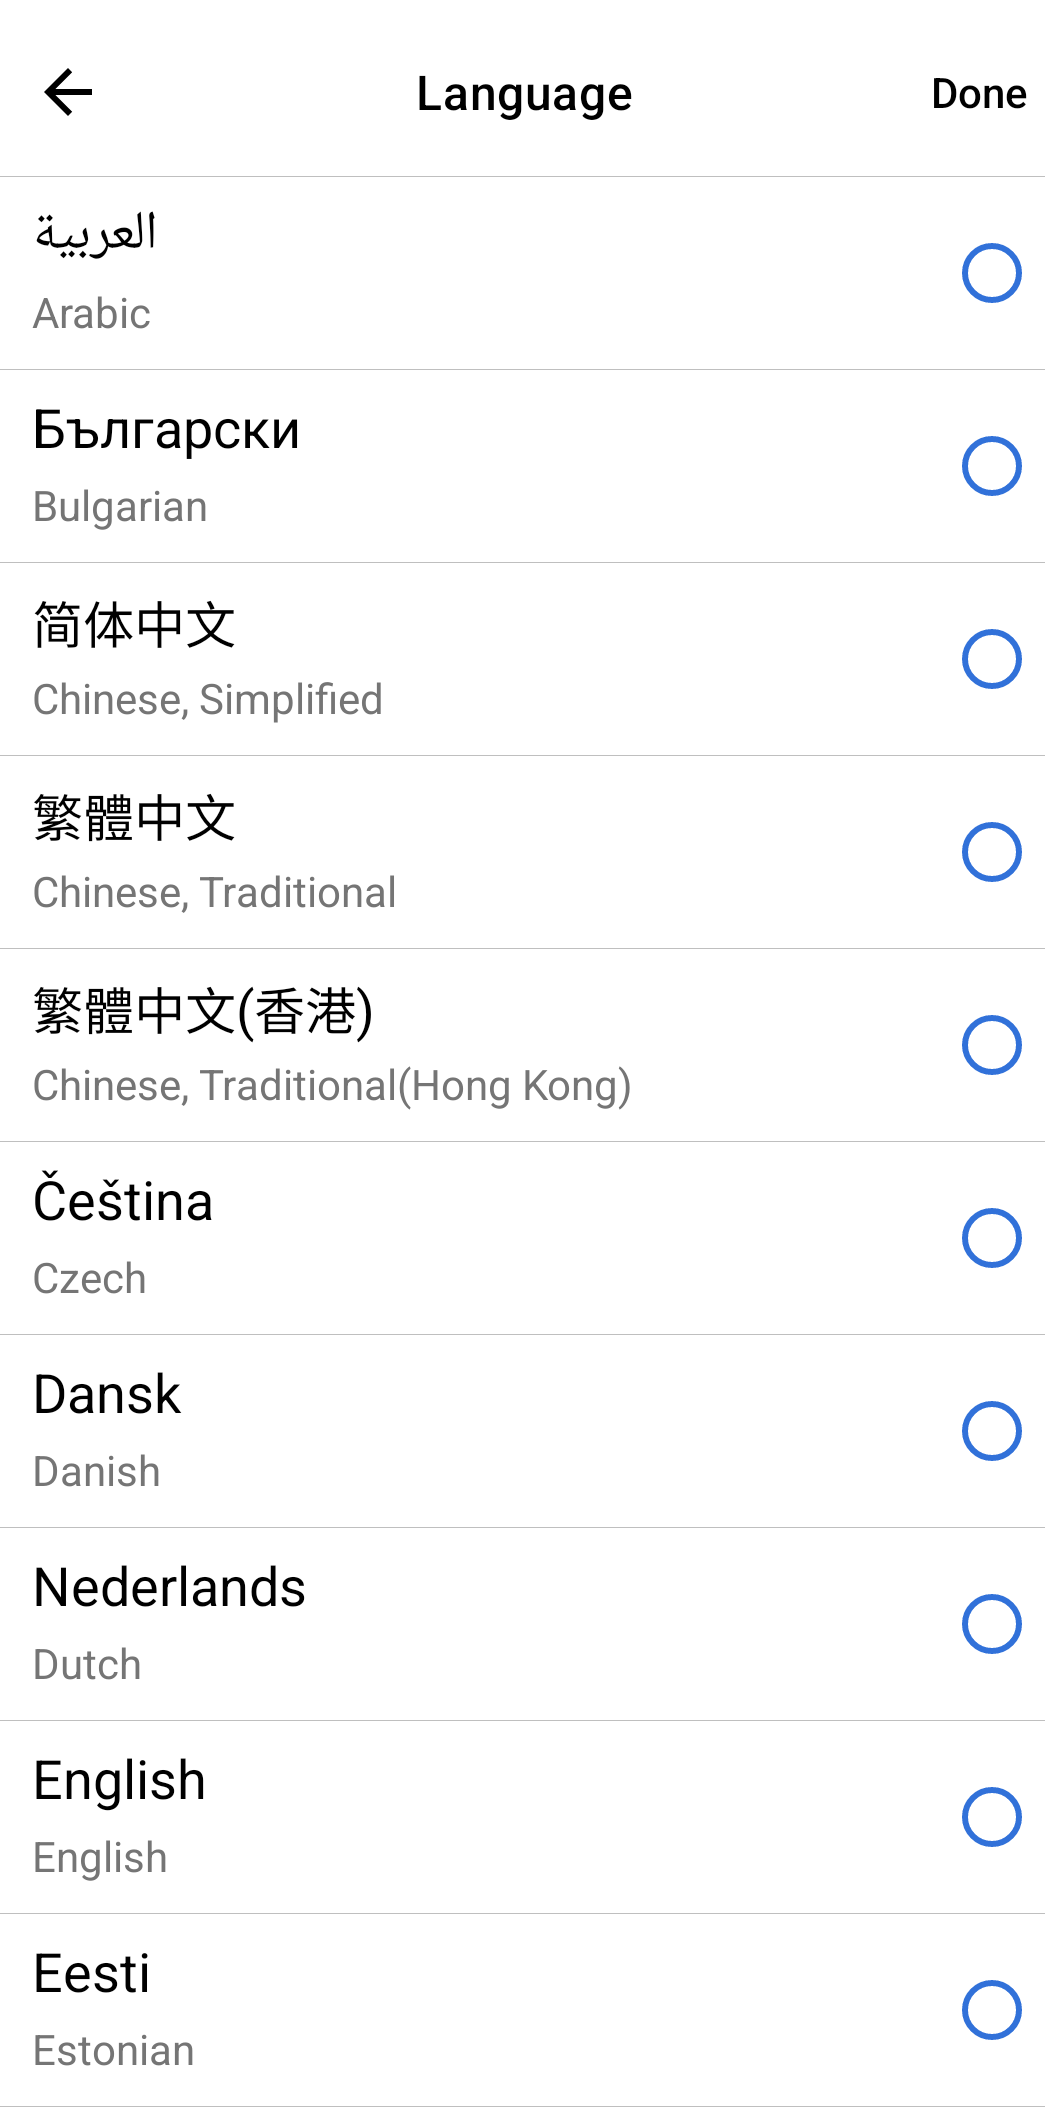 Language
Done
العربية
Arabic
Български
Bulgarian
简体中文
Chinese, Simplified
繁體中文
Chinese, Traditional
繁體中文(香港)
Chinese, Traditional(Hong Kong)
Čeština
Czech
Dansk
Danish
Nederlands
Dutch
English
English
Eesti
Estonian